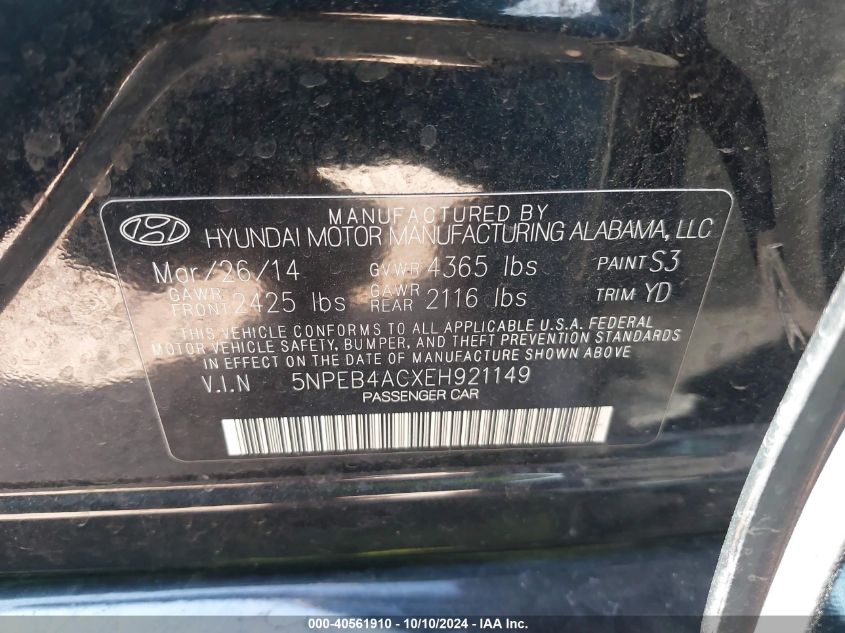 MANUFACTURED BY
HYUNDAI MOTOR MANUFACTURING ALABAMA, LLC
Mar/26/14 GVWR 4365 lbs PAINT S3
GAWR FRONT 2425 lbs GAWR REAR 2116 lbs TRIM YD
THIS VEHICLE CONFORMS TO ALL APPLICABLE U.S.A. FEDERAL
MOTOR VEHICLE SAFETY, BUMPER, AND THEFT PREVENTION STANDARDS
IN EFFECT ON THE DATE OF MANUFACTURE SHOWN ABOVE.
V.I.N 5NPEB4ACXEH921149
PASSENGER CAR
000-40561910 - 10/10/2024 - IAA Inc.